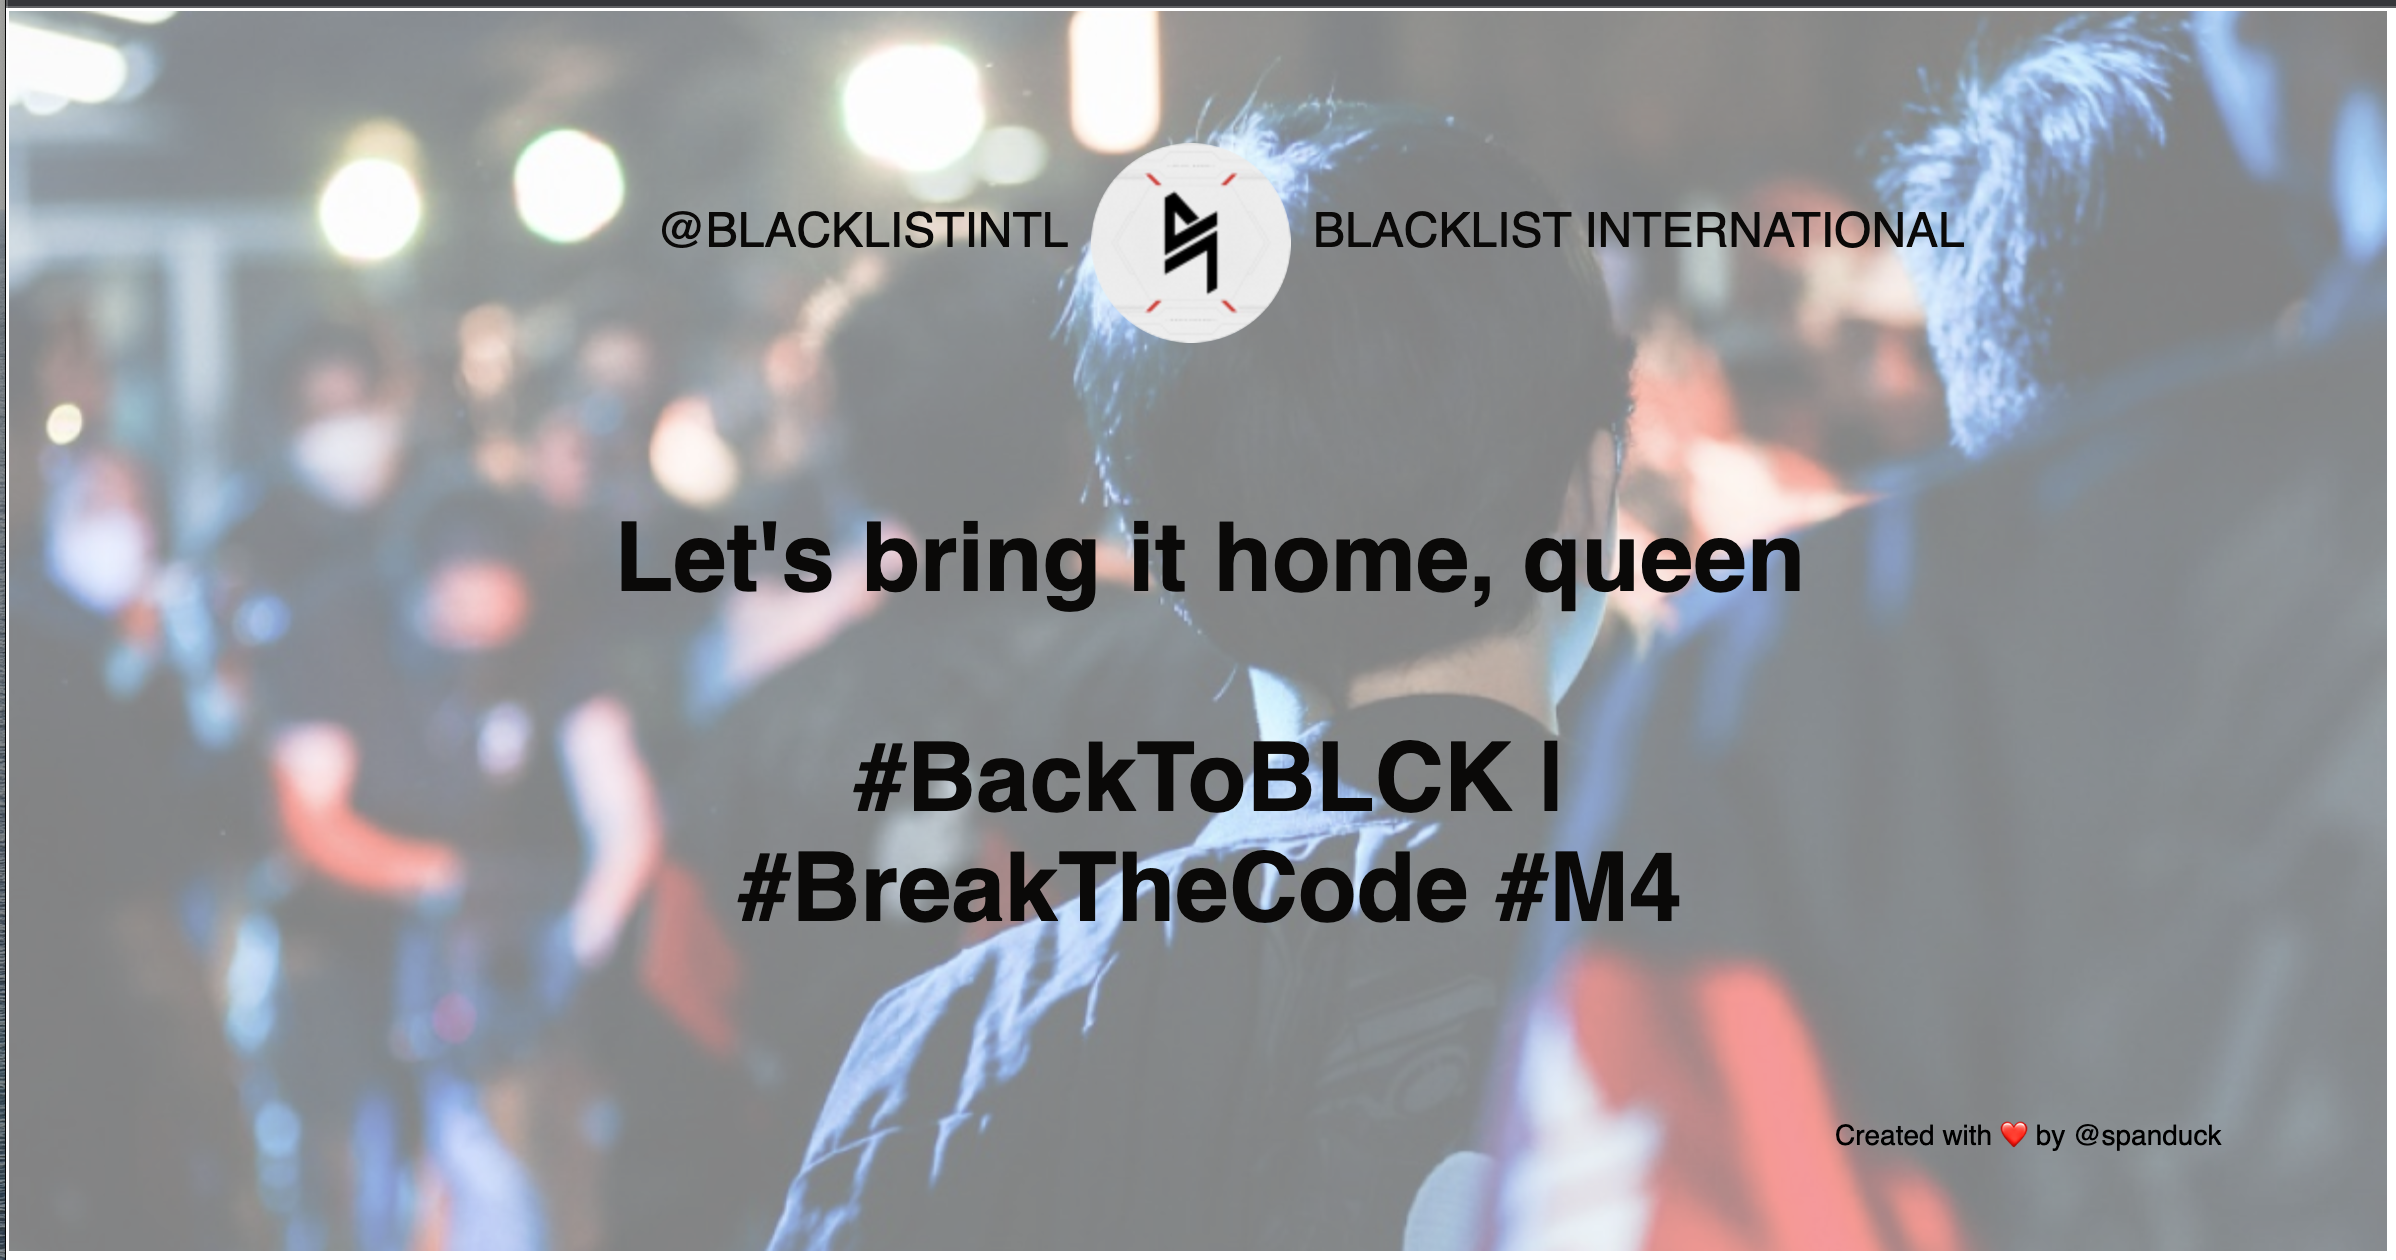 @BLACKLISTINTL BLACKLIST INTERNATIONAL
Let's bring it home, queen
#BackToBLCK |
#BreakTheCode #M4
Created with ❤️ by @spanduck